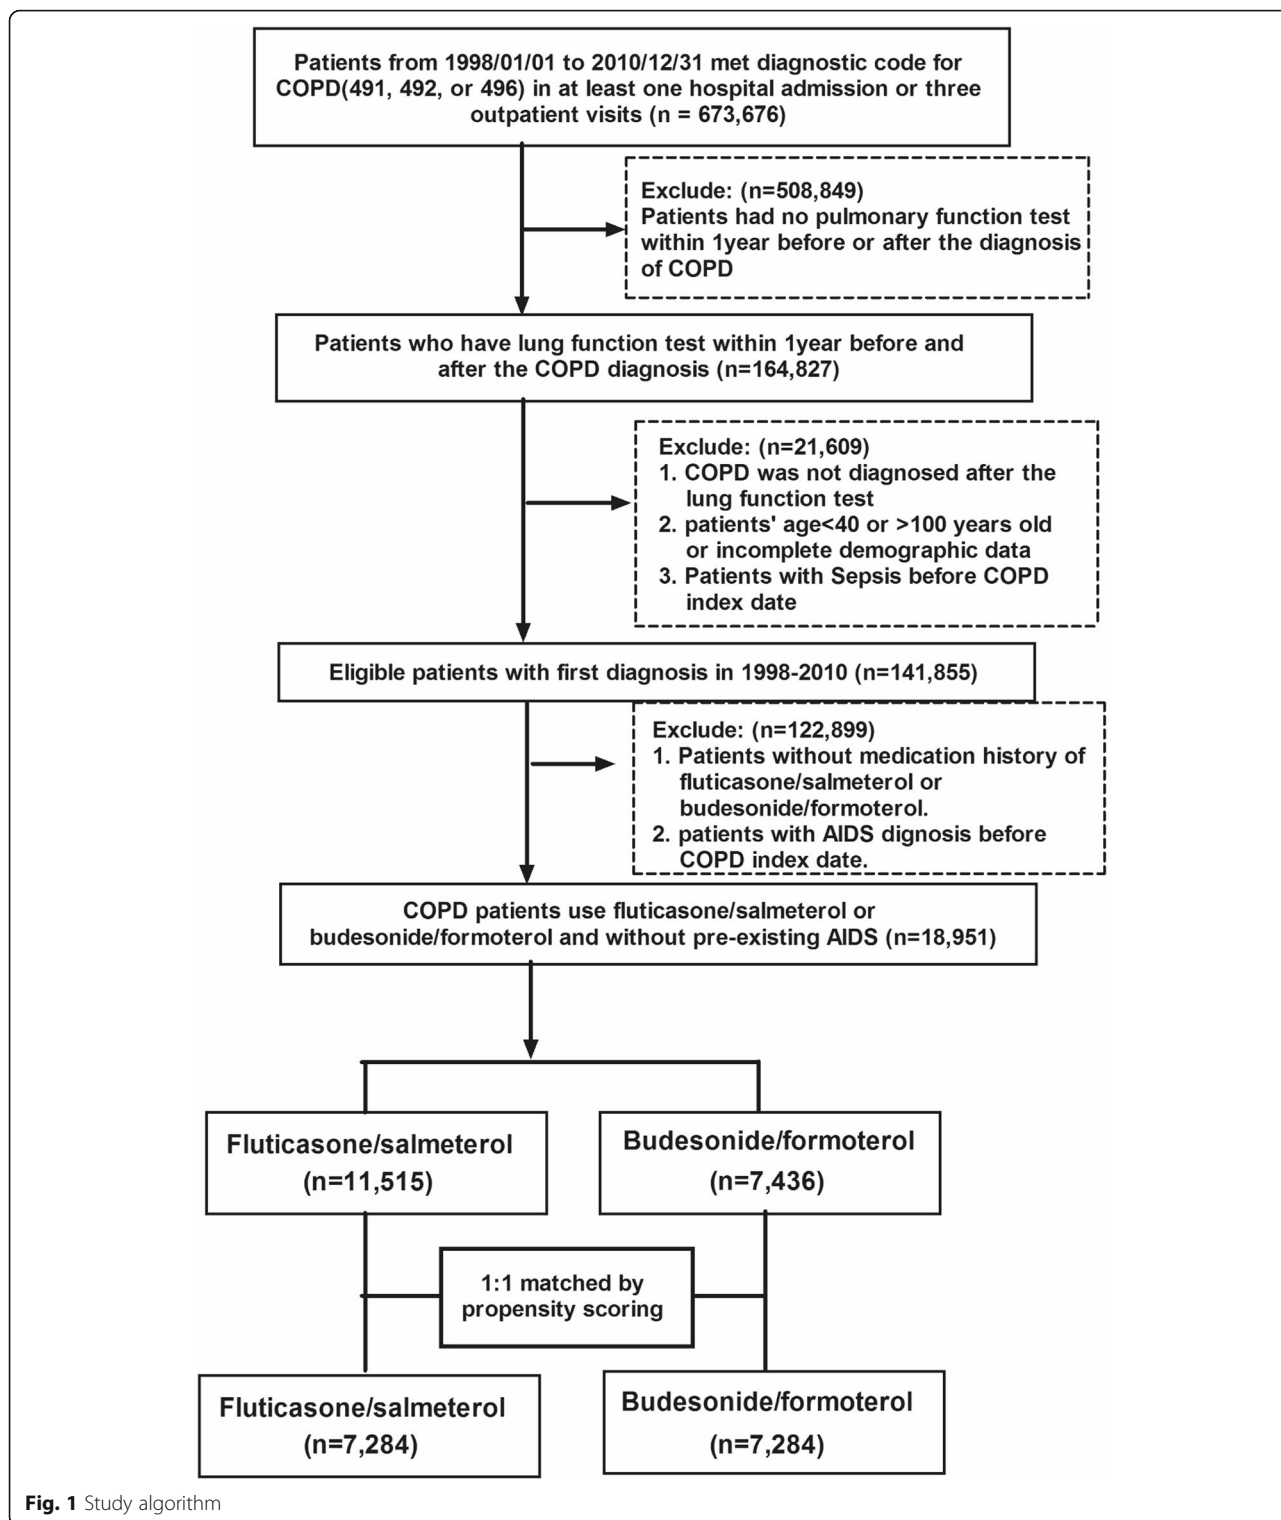 Patients from 1998/01/01 to 2010/12/31 met diagnostic code for
COPD(491, 492, or 496) in at least one hospital admission or three
outpatient visits (n = 673,676)
Exclude: (n=508,849)
Patients had no pulmonary function test
within 1year before or after the diagnosis
of COPD
Patients who have lung function test within 1year before and
after the COPD diagnosis (n=164,827)
Exclude: (n=21,609)
1. COPD was not diagnosed after the
lung function test
2. patients' age<40 or >100 years old
or incomplete demographic data
3. Patients with Sepsis before COPD
index date
Eligible patients with first diagnosis in 1998-2010 (n=141,855)
Exclude: (n=122,899)
1. Patients without medication history of
fluticasone/salmeterol or
budesonide/formoterol.
2. patients with AIDS dignosis before
COPD index date.
COPD patients use fluticasone/salmeterol or
budesonide/formoterol and without pre-existing AIDS (n=18,951)
Fluticasone/salmeterol
(n=11,515)
Budesonide/formoterol
(n=7,436)
1:1 matched by
propensity scoring
Fluticasone/salmeterol
(n=7,284)
Budesonide/formoterol
(n=7,284)
Fig. 1 Study algorithm